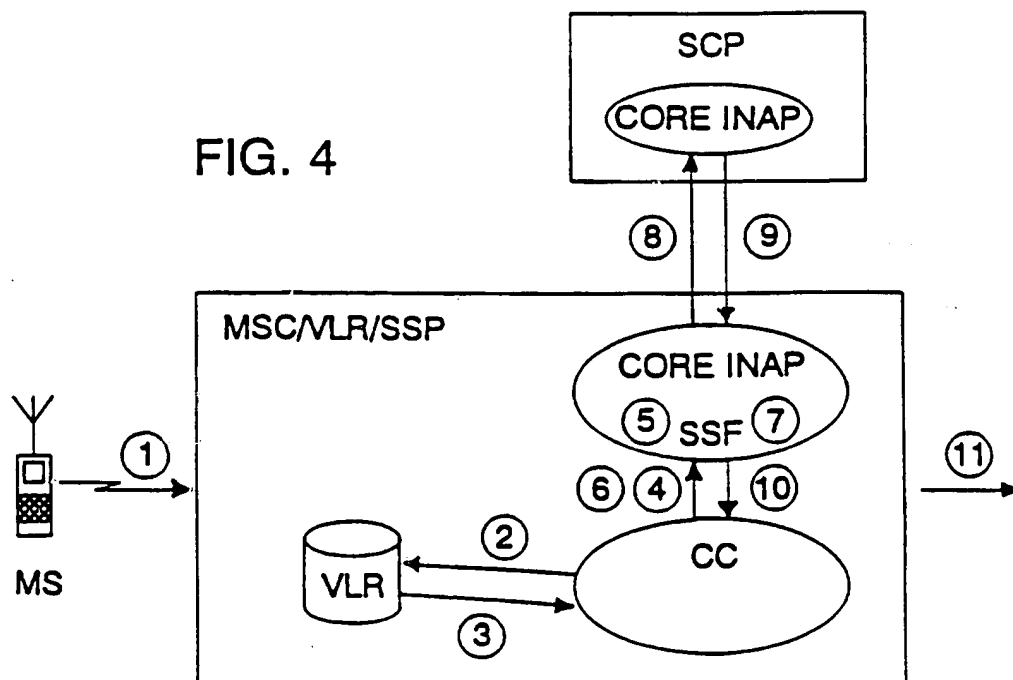 SCP
CORE INAP
FIG. 4
8
9
MSC/VLR/SSP
CORE INAP
5
SSF
7
1
11
6
4
10
2
CC
VLR
MS
3